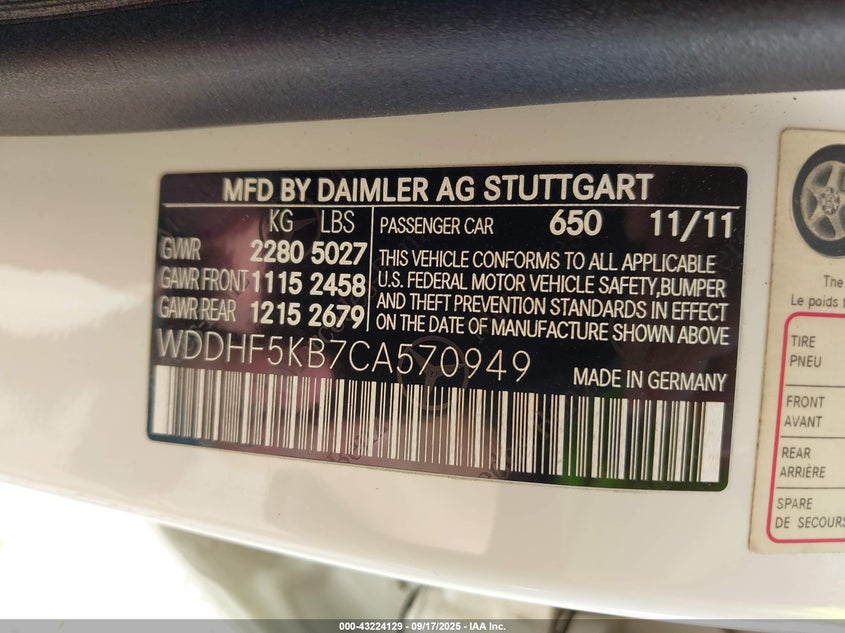 MFD BY DAIMLER AG STUTTGART
KG LBS
GVWR 2280 5027
GAWR FRONT 1115 2458
GAWR REAR 1215 2679
PASSENGER CAR 650 11/11
THIS VEHICLE CONFORMS TO ALL APPLICABLE
U.S. FEDERAL MOTOR VEHICLE SAFETY,BUMPER
AND THEFT PREVENTION STANDARDS IN EFFECT
ON THE DATE OF MANUFACTURE SHOWN ABOVE
WDDHF5KB7CA570949
MADE IN GERMANY
The
Le poids
TIRE
PNEU
FRONT
AVANT
REAR
ARRIÈRE
SPARE
DE SECOURS
000-43224129 - 09/17/2025 - IAA Inc.